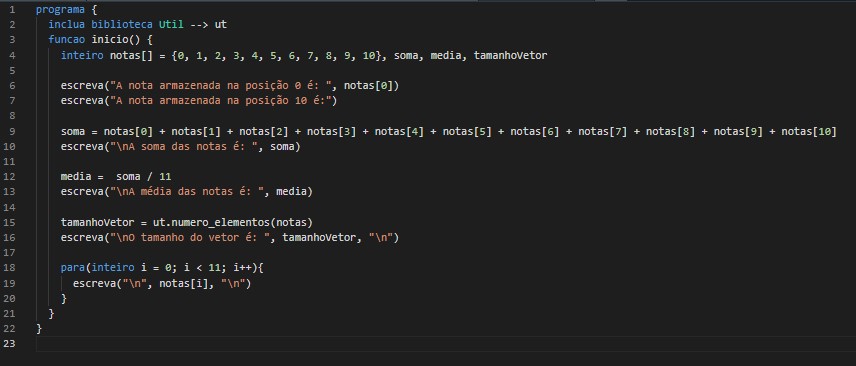 1 programa {
2 inclua biblioteca Util --> ut
3 funcao inicio() {
4 inteiro notas[] = {0, 1, 2, 3, 4, 5, 6, 7, 8, 9, 10}, soma, media, tamanhoVetor
5
6 escreva("A nota armazenada na posição 0 é: ", notas[0])
7 escreva("A nota armazenada na posição 10 é:")
8
9 soma = notas[0] + notas[1] + notas[2] + notas[3] + notas[4] + notas[5] + notas[6] + notas[7] + notas[8] + notas[9] + notas[10]
10 escreva("\nA soma das notas é: ", soma)
11
12 media =  soma / 11
13 escreva("\nA média das notas é: ", media)
14
15 tamanhoVetor = ut.numero_elementos(notas)
16 escreva("\nO tamanho do vetor é: ", tamanhoVetor, "\n")
17
18 para(inteiro i = 0; i < 11; i++){
19 escreva("\n", notas[i], "\n")
20 }
21 }
22 }
23